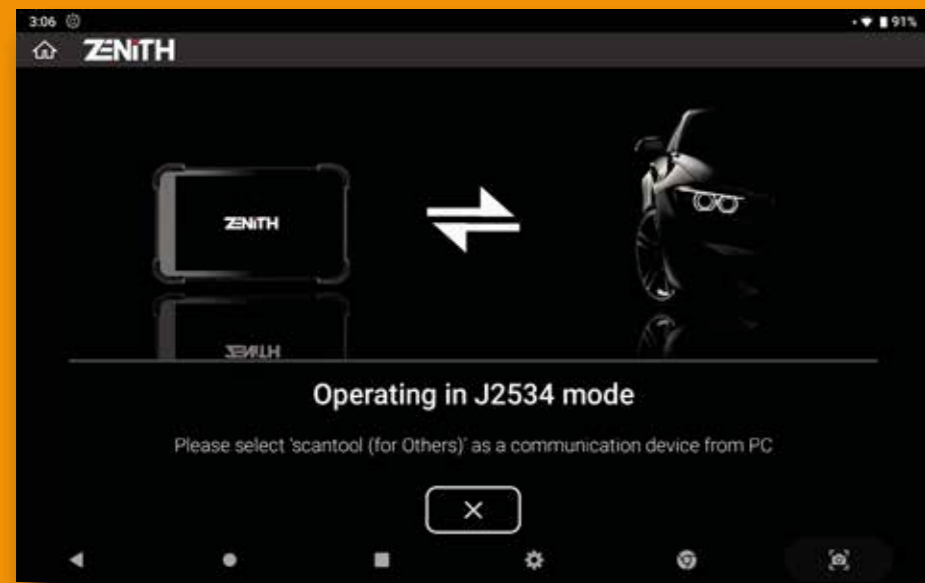 3:06 91%
ZENITH
ZENITH
Operating in J2534 mode
Please select 'scantool (for Others)' as a communication device from PC